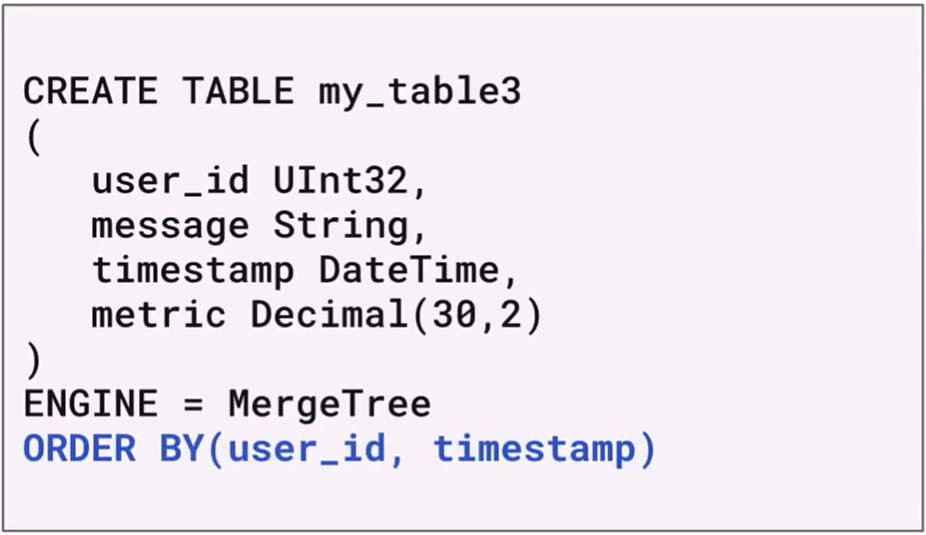 CREATE TABLE my_table3
(
user_id UInt32,
message String,
timestamp DateTime,
metric Decimal(30,2)
)
ENGINE = MergeTree
ORDER BY(user_id, timestamp)